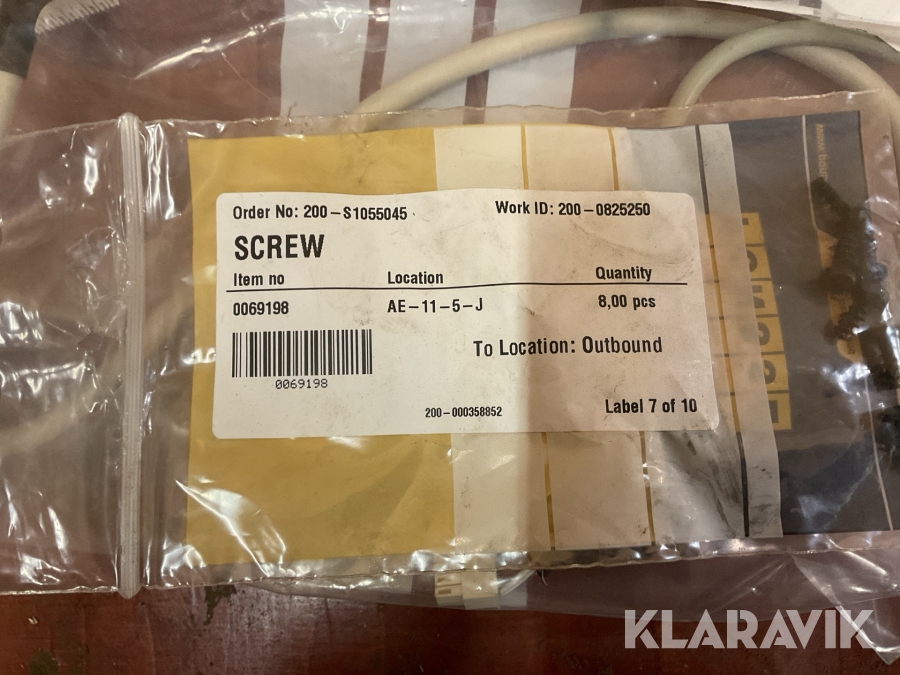 Order No: 200-S1055045
Work ID: 200-0825250
SCREW
Item no Location Quantity
0069198 AE-11-5-J 8,00 pcs
To Location: Outbound
0069198
200-000358852 Label 7 of 10
KLARAVIK